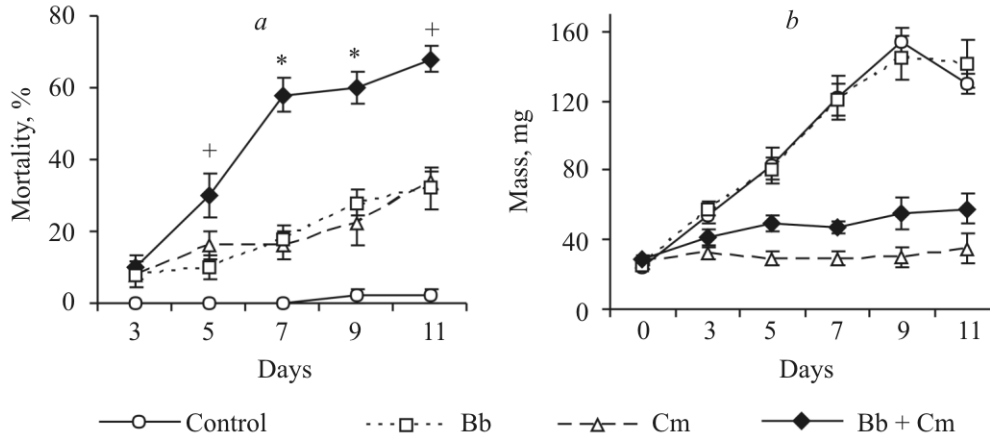 a
b
Mortality, %
80
60
40
20
0
+
*
*
+
3 5 7 9 11
Days
Mass, mg
160
120
80
40
0
0 3 5 7 9 11
Days
Control Bb Cm Bb + Cm